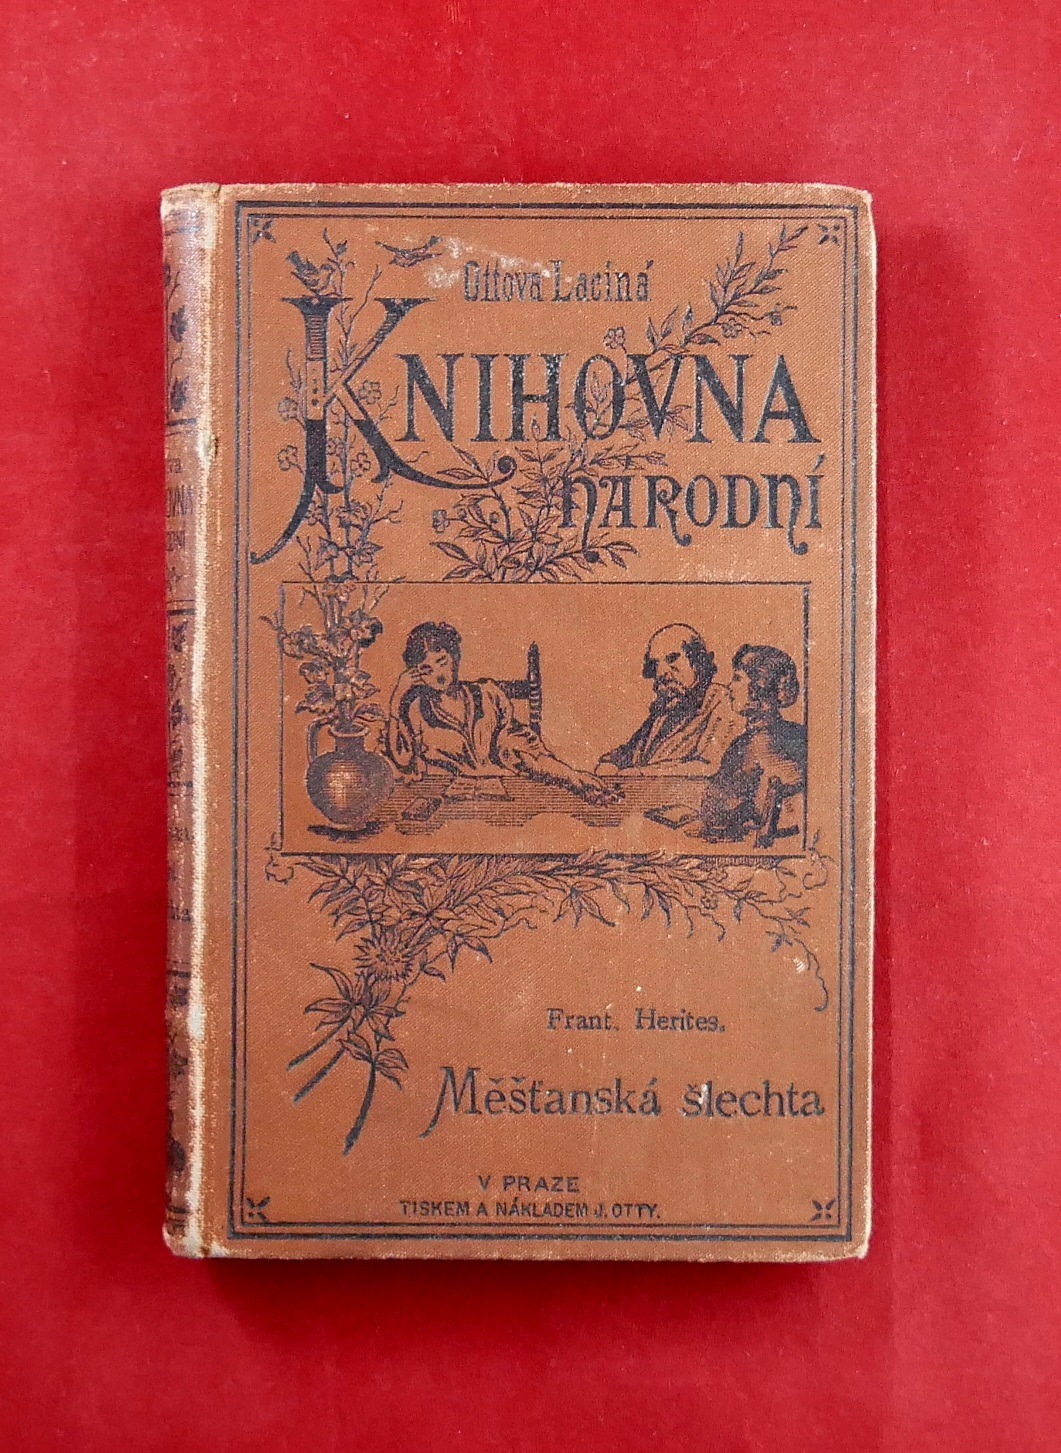 Ottova Laciná
KNIHOVNA
NARODNÍ
Frant. Herites.
Měšťanská šlechta
V PRAZE
TISKEM A NÁKLADEM J. OTTY.